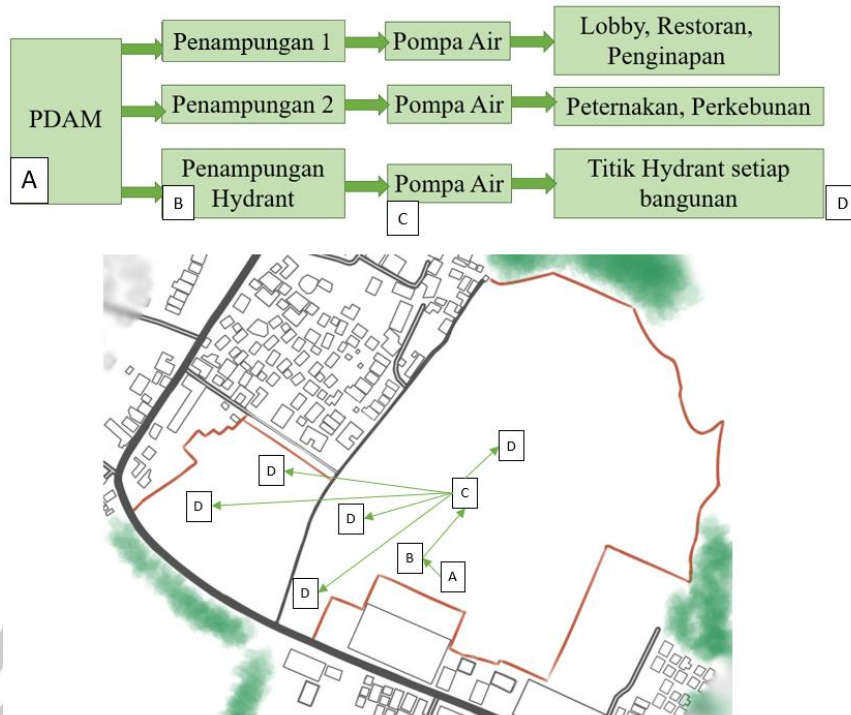 PDAM
A
Penampungan 1
Pompa Air
Lobby, Restoran,
Penginapan
Penampungan 2
Pompa Air
Peternakan, Perkebunan
Penampungan
Hydrant
B
Pompa Air
C
Titik Hydrant setiap
bangunan
D
D
D
C
D
D
B
A
D